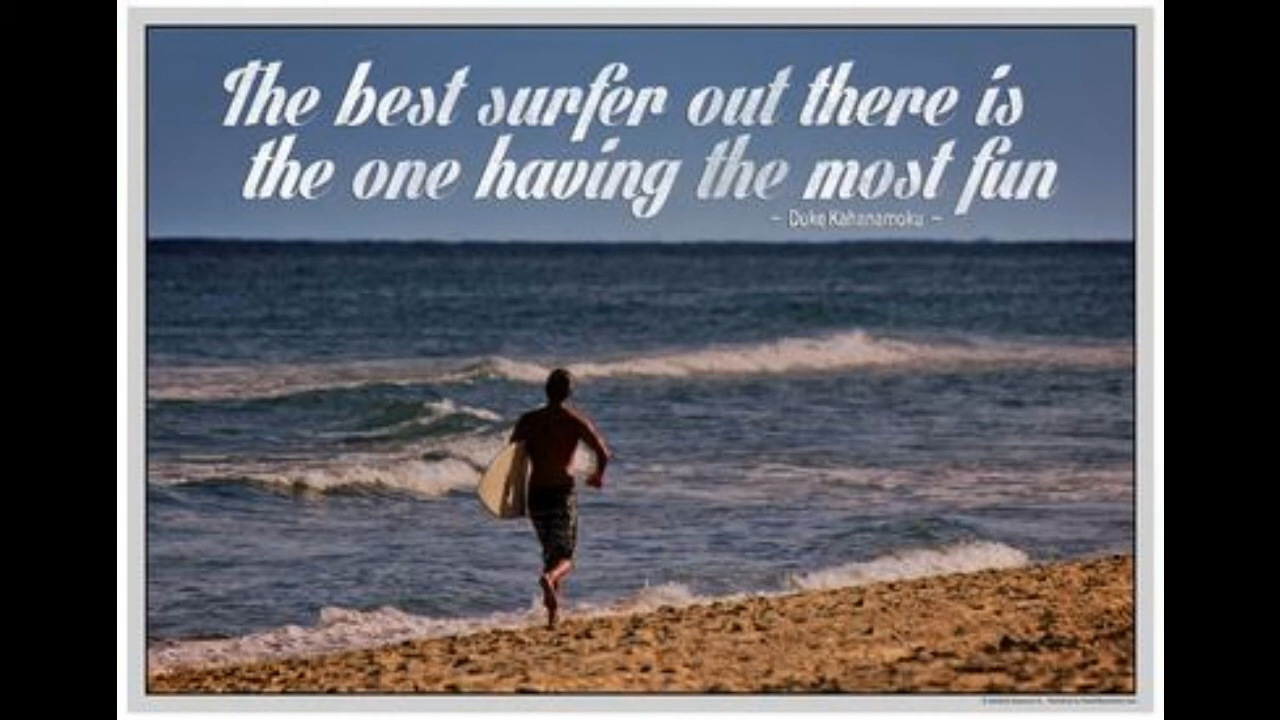 The best surfer out there is
the one having the most fun
~ Duke Kahanamoku ~